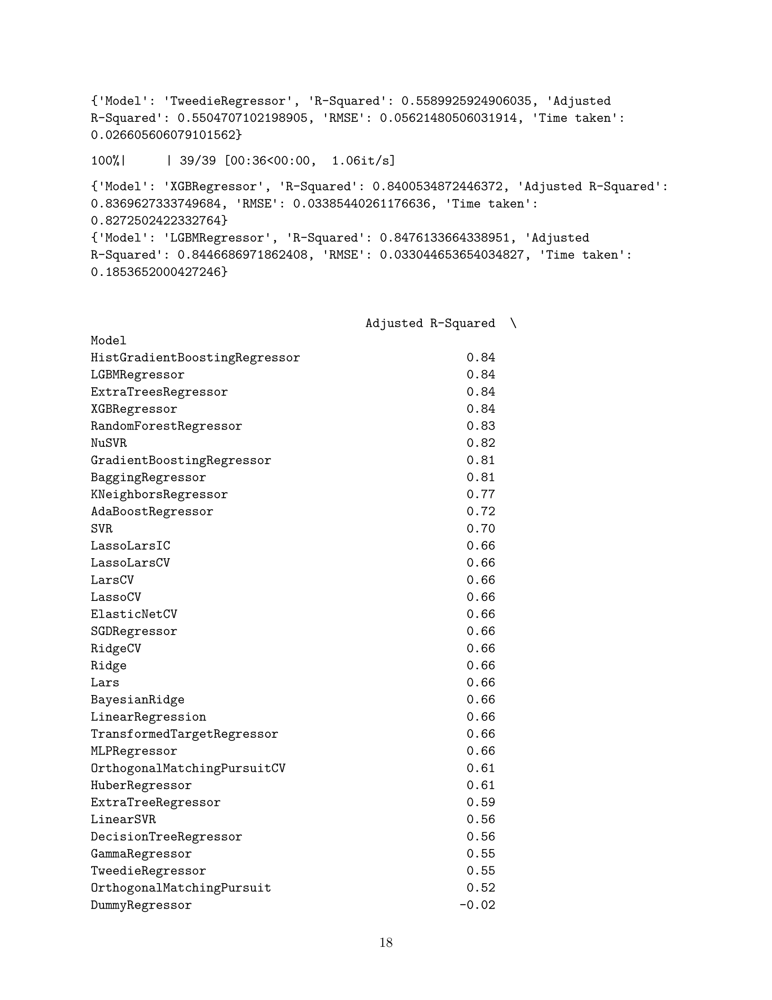 {'Model': 'TweedieRegressor', 'R-Squared': 0.5589925924906035, 'Adjusted
R-Squared': 0.5504707102198905, 'RMSE': 0.05621480506031914, 'Time taken':
0.026605606079101562}
100%|     | 39/39 [00:36<00:00,  1.06it/s]
{'Model': 'XGBRegressor', 'R-Squared': 0.8400534872446372, 'Adjusted R-Squared':
0.8369627333749684, 'RMSE': 0.03385440261176636, 'Time taken':
0.8272502422332764}
{'Model': 'LGBMRegressor', 'R-Squared': 0.8476133664338951, 'Adjusted
R-Squared': 0.8446686971862408, 'RMSE': 0.033044653654034827, 'Time taken':
0.1853652000427246}
Adjusted R-Squared  \
Model
HistGradientBoostingRegressor 0.84
LGBMRegressor 0.84
ExtraTreesRegressor 0.84
XGBRegressor 0.84
RandomForestRegressor 0.83
NuSVR 0.82
GradientBoostingRegressor 0.81
BaggingRegressor 0.81
KNeighborsRegressor 0.77
AdaBoostRegressor 0.72
SVR 0.70
LassoLarsIC 0.66
LassoLarsCV 0.66
LarsCV 0.66
LassoCV 0.66
ElasticNetCV 0.66
SGDRegressor 0.66
RidgeCV 0.66
Ridge 0.66
Lars 0.66
BayesianRidge 0.66
LinearRegression 0.66
TransformedTargetRegressor 0.66
MLPRegressor 0.66
OrthogonalMatchingPursuitCV 0.61
HuberRegressor 0.61
ExtraTreeRegressor 0.59
LinearSVR 0.56
DecisionTreeRegressor 0.56
GammaRegressor 0.55
TweedieRegressor 0.55
OrthogonalMatchingPursuit 0.52
DummyRegressor -0.02
18